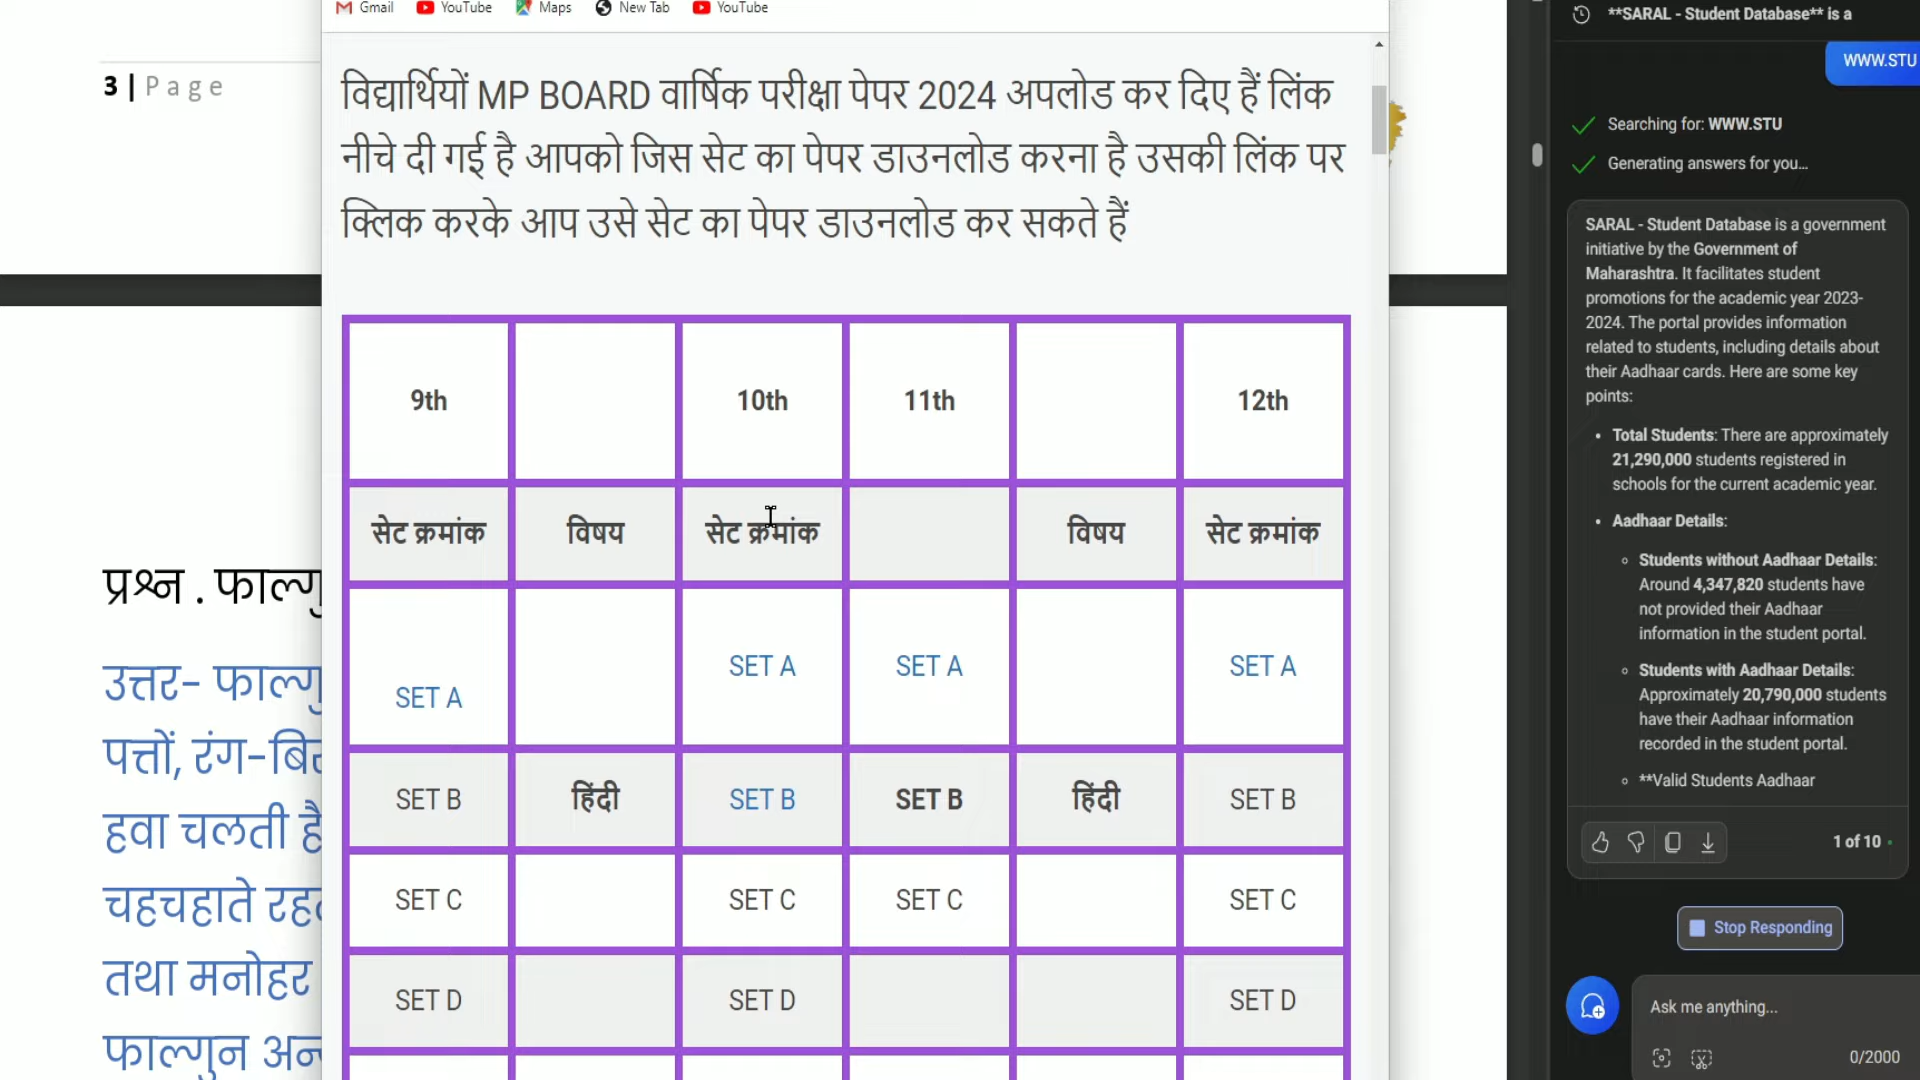 Gmail YouTube Maps New Tab YouTube
3 | Page
विद्यार्थियों MP BOARD वार्षिक परीक्षा पेपर 2024 अपलोड कर दिए हैं लिंक
नीचे दी गई है आपको जिस सेट का पेपर डाउनलोड करना है उसकी लिंक पर
क्लिक करके आप उसे सेट का पेपर डाउनलोड कर सकते हैं
9th 10th 11th 12th
सेट क्रमांक विषय सेट क्रमांक विषय सेट क्रमांक
SET A SET A SET A SET A
SET B हिंदी SET B SET B हिंदी SET B
SET C SET C SET C SET C
SET D SET D SET D
प्रश्न . फाल्गु
उत्तर- फाल्गु
पत्तों, रंग-बि
हवा चलती है
चहचहाते
तथा मनोहर
फाल्गुन
**SARAL - Student Database** is a
WWW.STU
Searching for: WWW.STU
Generating answers for you...
SARAL - Student Database is a government
initiative by the Government of
Maharashtra. It facilitates student
promotions for the academic year 2023-
2024. The portal provides information
related to students, including details about
their Aadhaar cards. Here are some key
points:
• Total Students: There are approximately
21,290,000 students registered in
schools for the current academic year.
• Aadhaar Details:
◦ Students without Aadhaar Details:
Around 4,347,820 students have
not provided their Aadhaar
information in the student portal.
◦ Students with Aadhaar Details:
Approximately 20,790,000 students
have their Aadhaar information
recorded in the student portal.
◦ **Valid Students Aadhaar
1 of 10
Stop Responding
Ask me anything...
0/2000